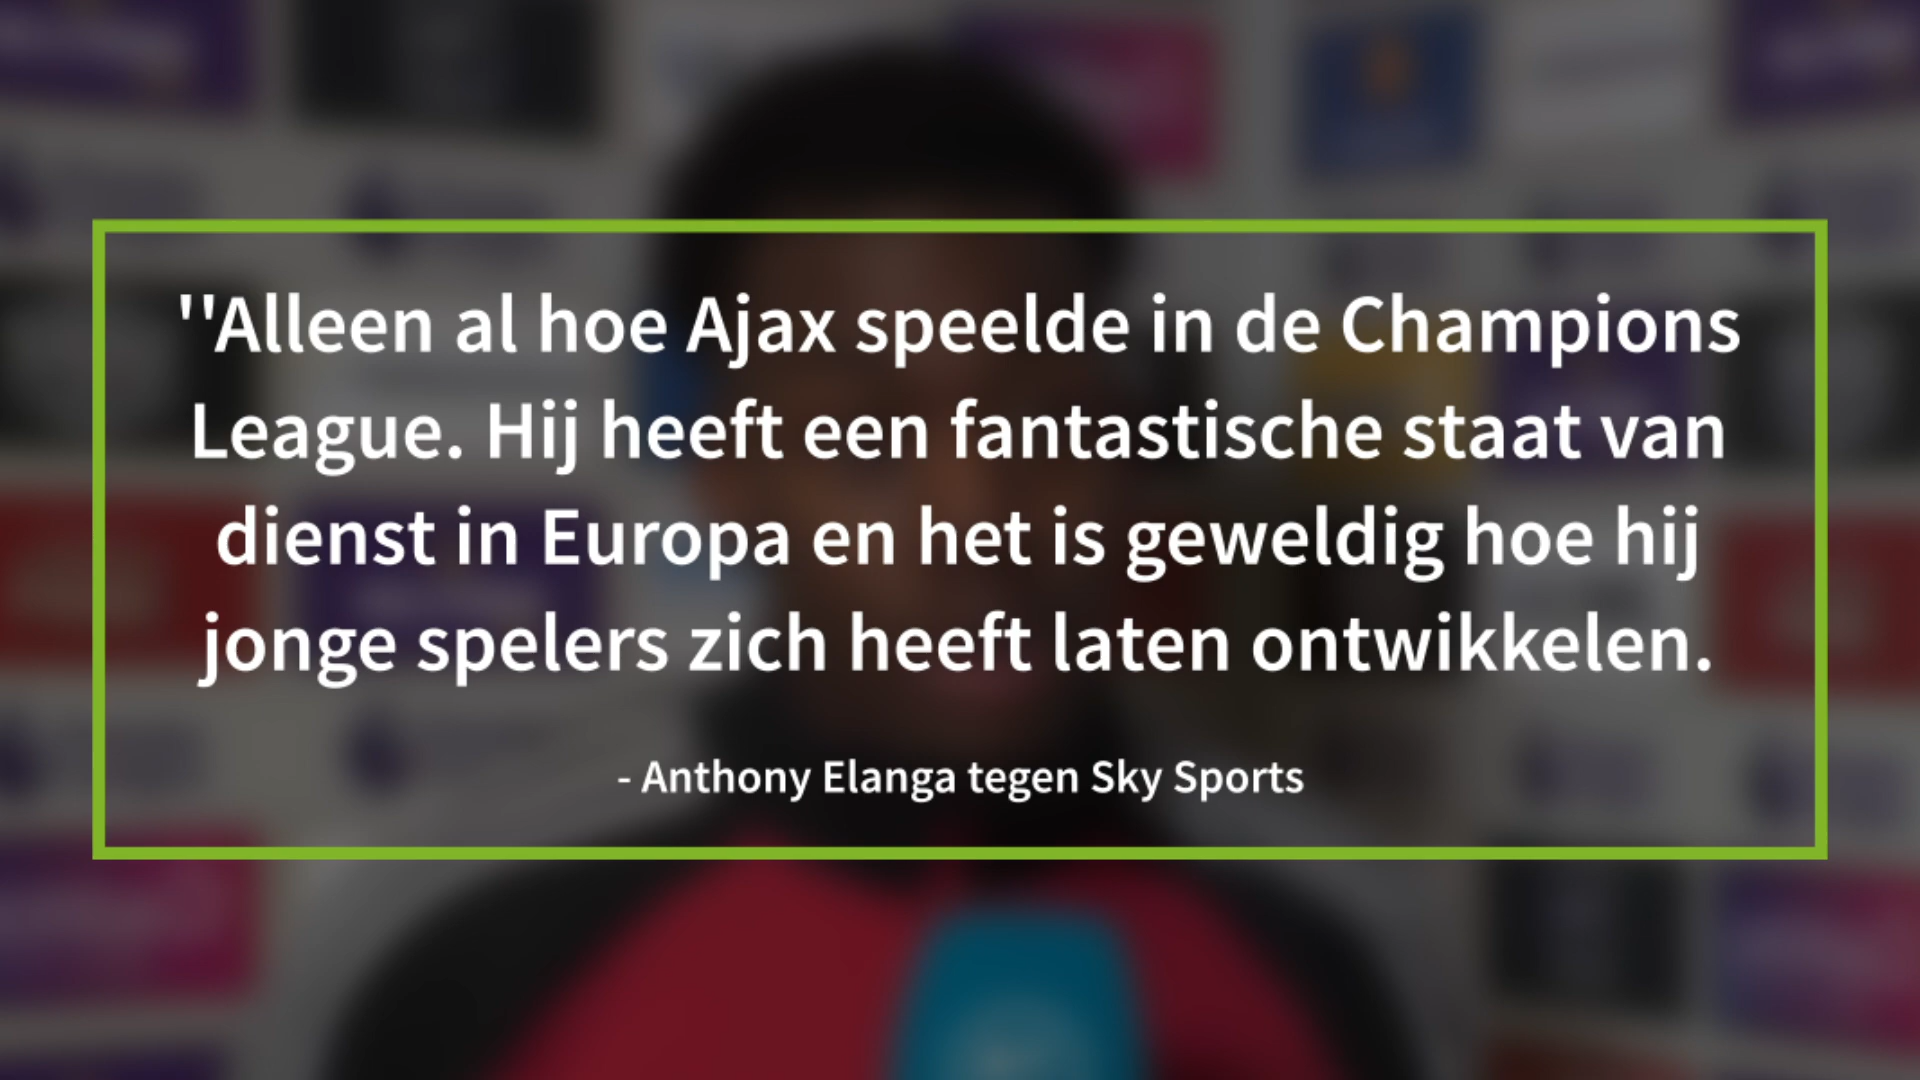 ''Alleen al hoe Ajax speelde in de Champions
League. Hij heeft een fantastische staat van
dienst in Europa en het is geweldig hoe hij
jonge spelers zich heeft laten ontwikkelen.
- Anthony Elanga tegen Sky Sports